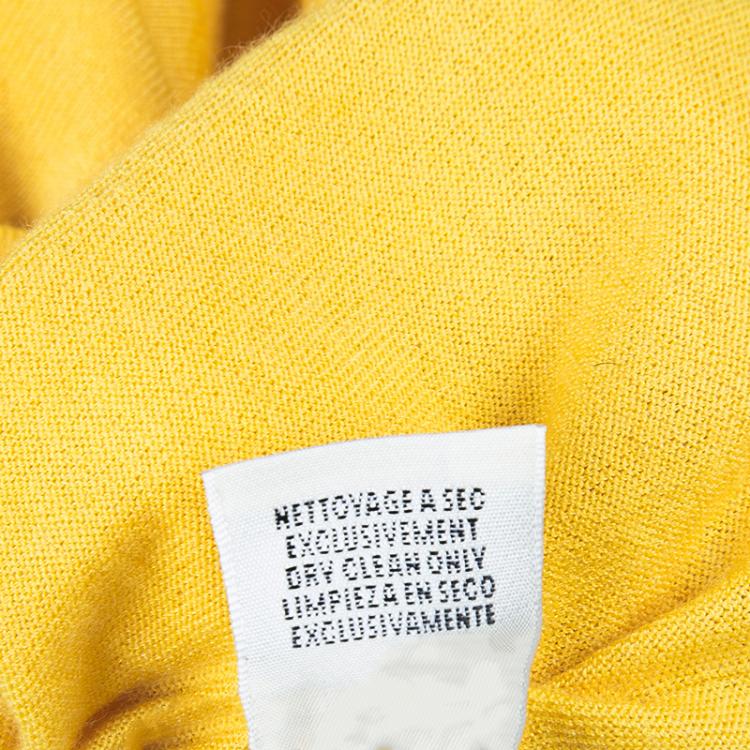 NETTOYAGE A SEC
EXCLUSIVEMENT
DRY CLEAN ONLY
LIMPIEZA EN SECO
EXCLUSIVAMENTE